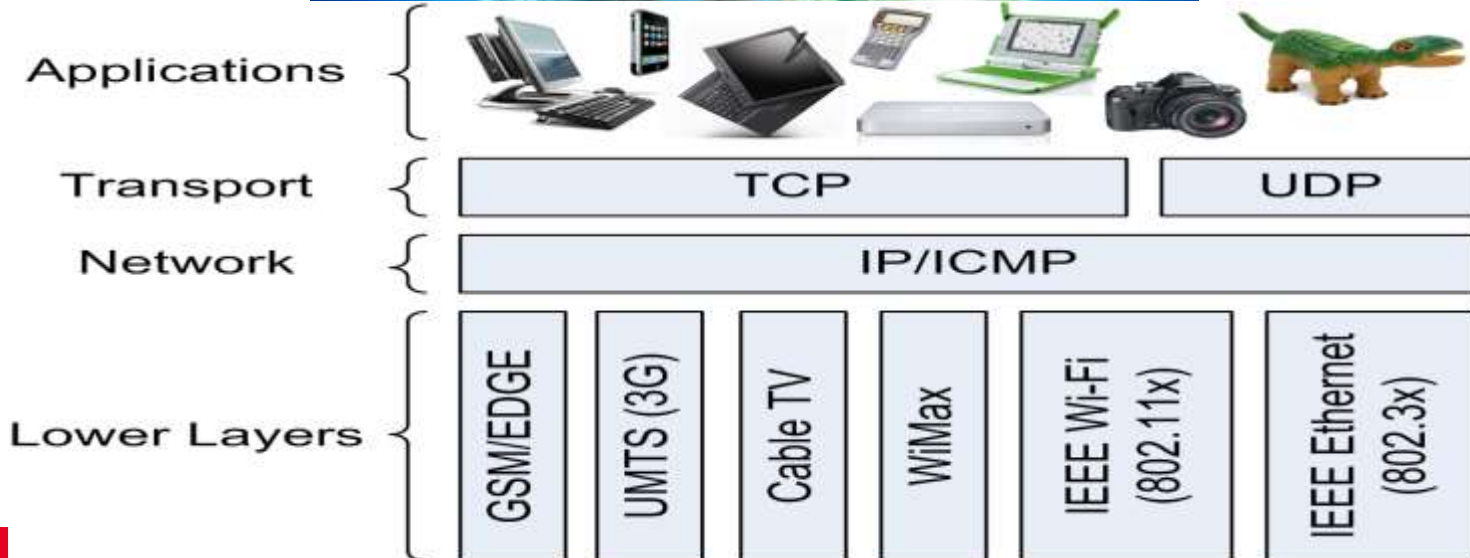 Applications
Transport
TCP
UDP
Network
IP/ICMP
Lower Layers
GSM/EDGE
UMTS (3G)
Cable TV
WiMax
IEEE Wi-Fi
(802.11x)
IEEE Ethernet
(802.3x)